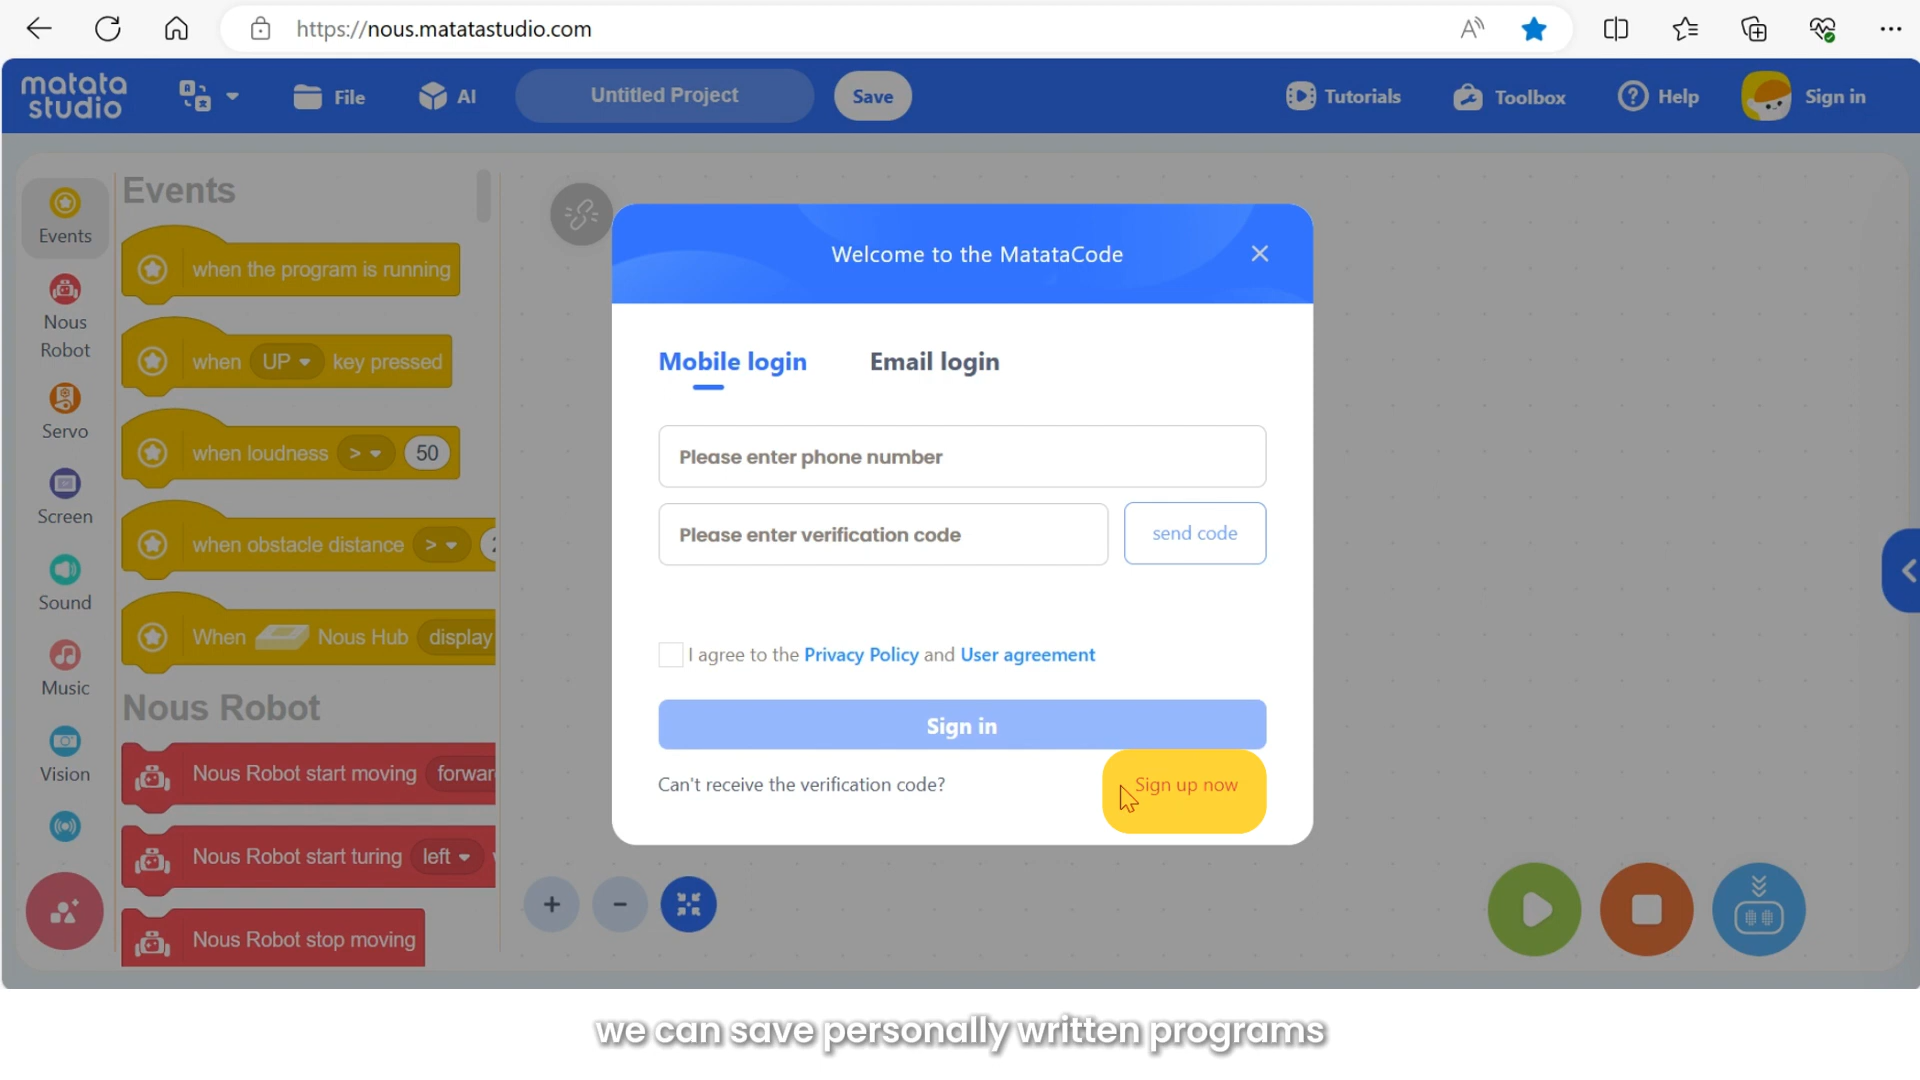 https://nous.matatastudio.com
matata
studio
File
AI
Untitled Project
Save
Tutorials
Toolbox
Help
Sign in
Events
Nous
Robot
Servo
Screen
Sound
Music
Vision
Events
when the program is running
when UP key pressed
when loudness > 50
when obstacle distance >
When Nous Hub display
Nous Robot
Nous Robot start moving forwar
Nous Robot start turing left
Nous Robot stop moving
Welcome to the MatataCode
Mobile login
Email login
Please enter phone number
Please enter verification code
send code
I agree to the Privacy Policy and User agreement
Sign in
Can't receive the verification code?
Sign up now
we can save personally written programs